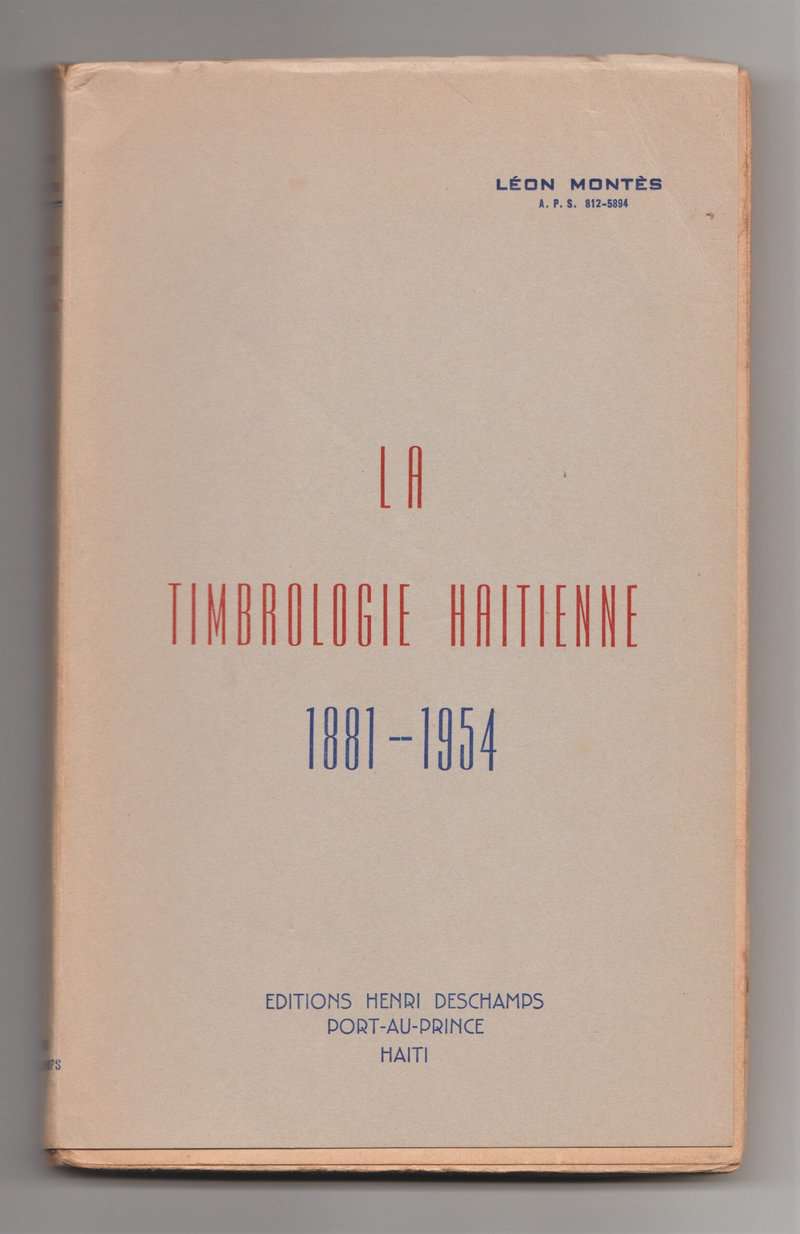 LÉON MONTÈS
A. P. S. 812-5894
LA
TIMBROLOGIE HAITIENNE
1881-1954
EDITIONS HENRI DESCHAMPS
PORT-AU-PRINCE
HAITI